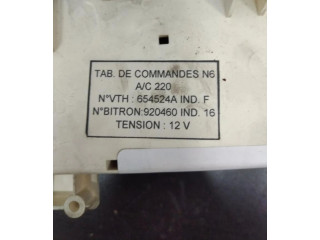 TAB. DE COMMANDES N6
A/C 220
N°VTH : 654524A IND. F
N°BITRON:920460 IND. 16
TENSION : 12 V